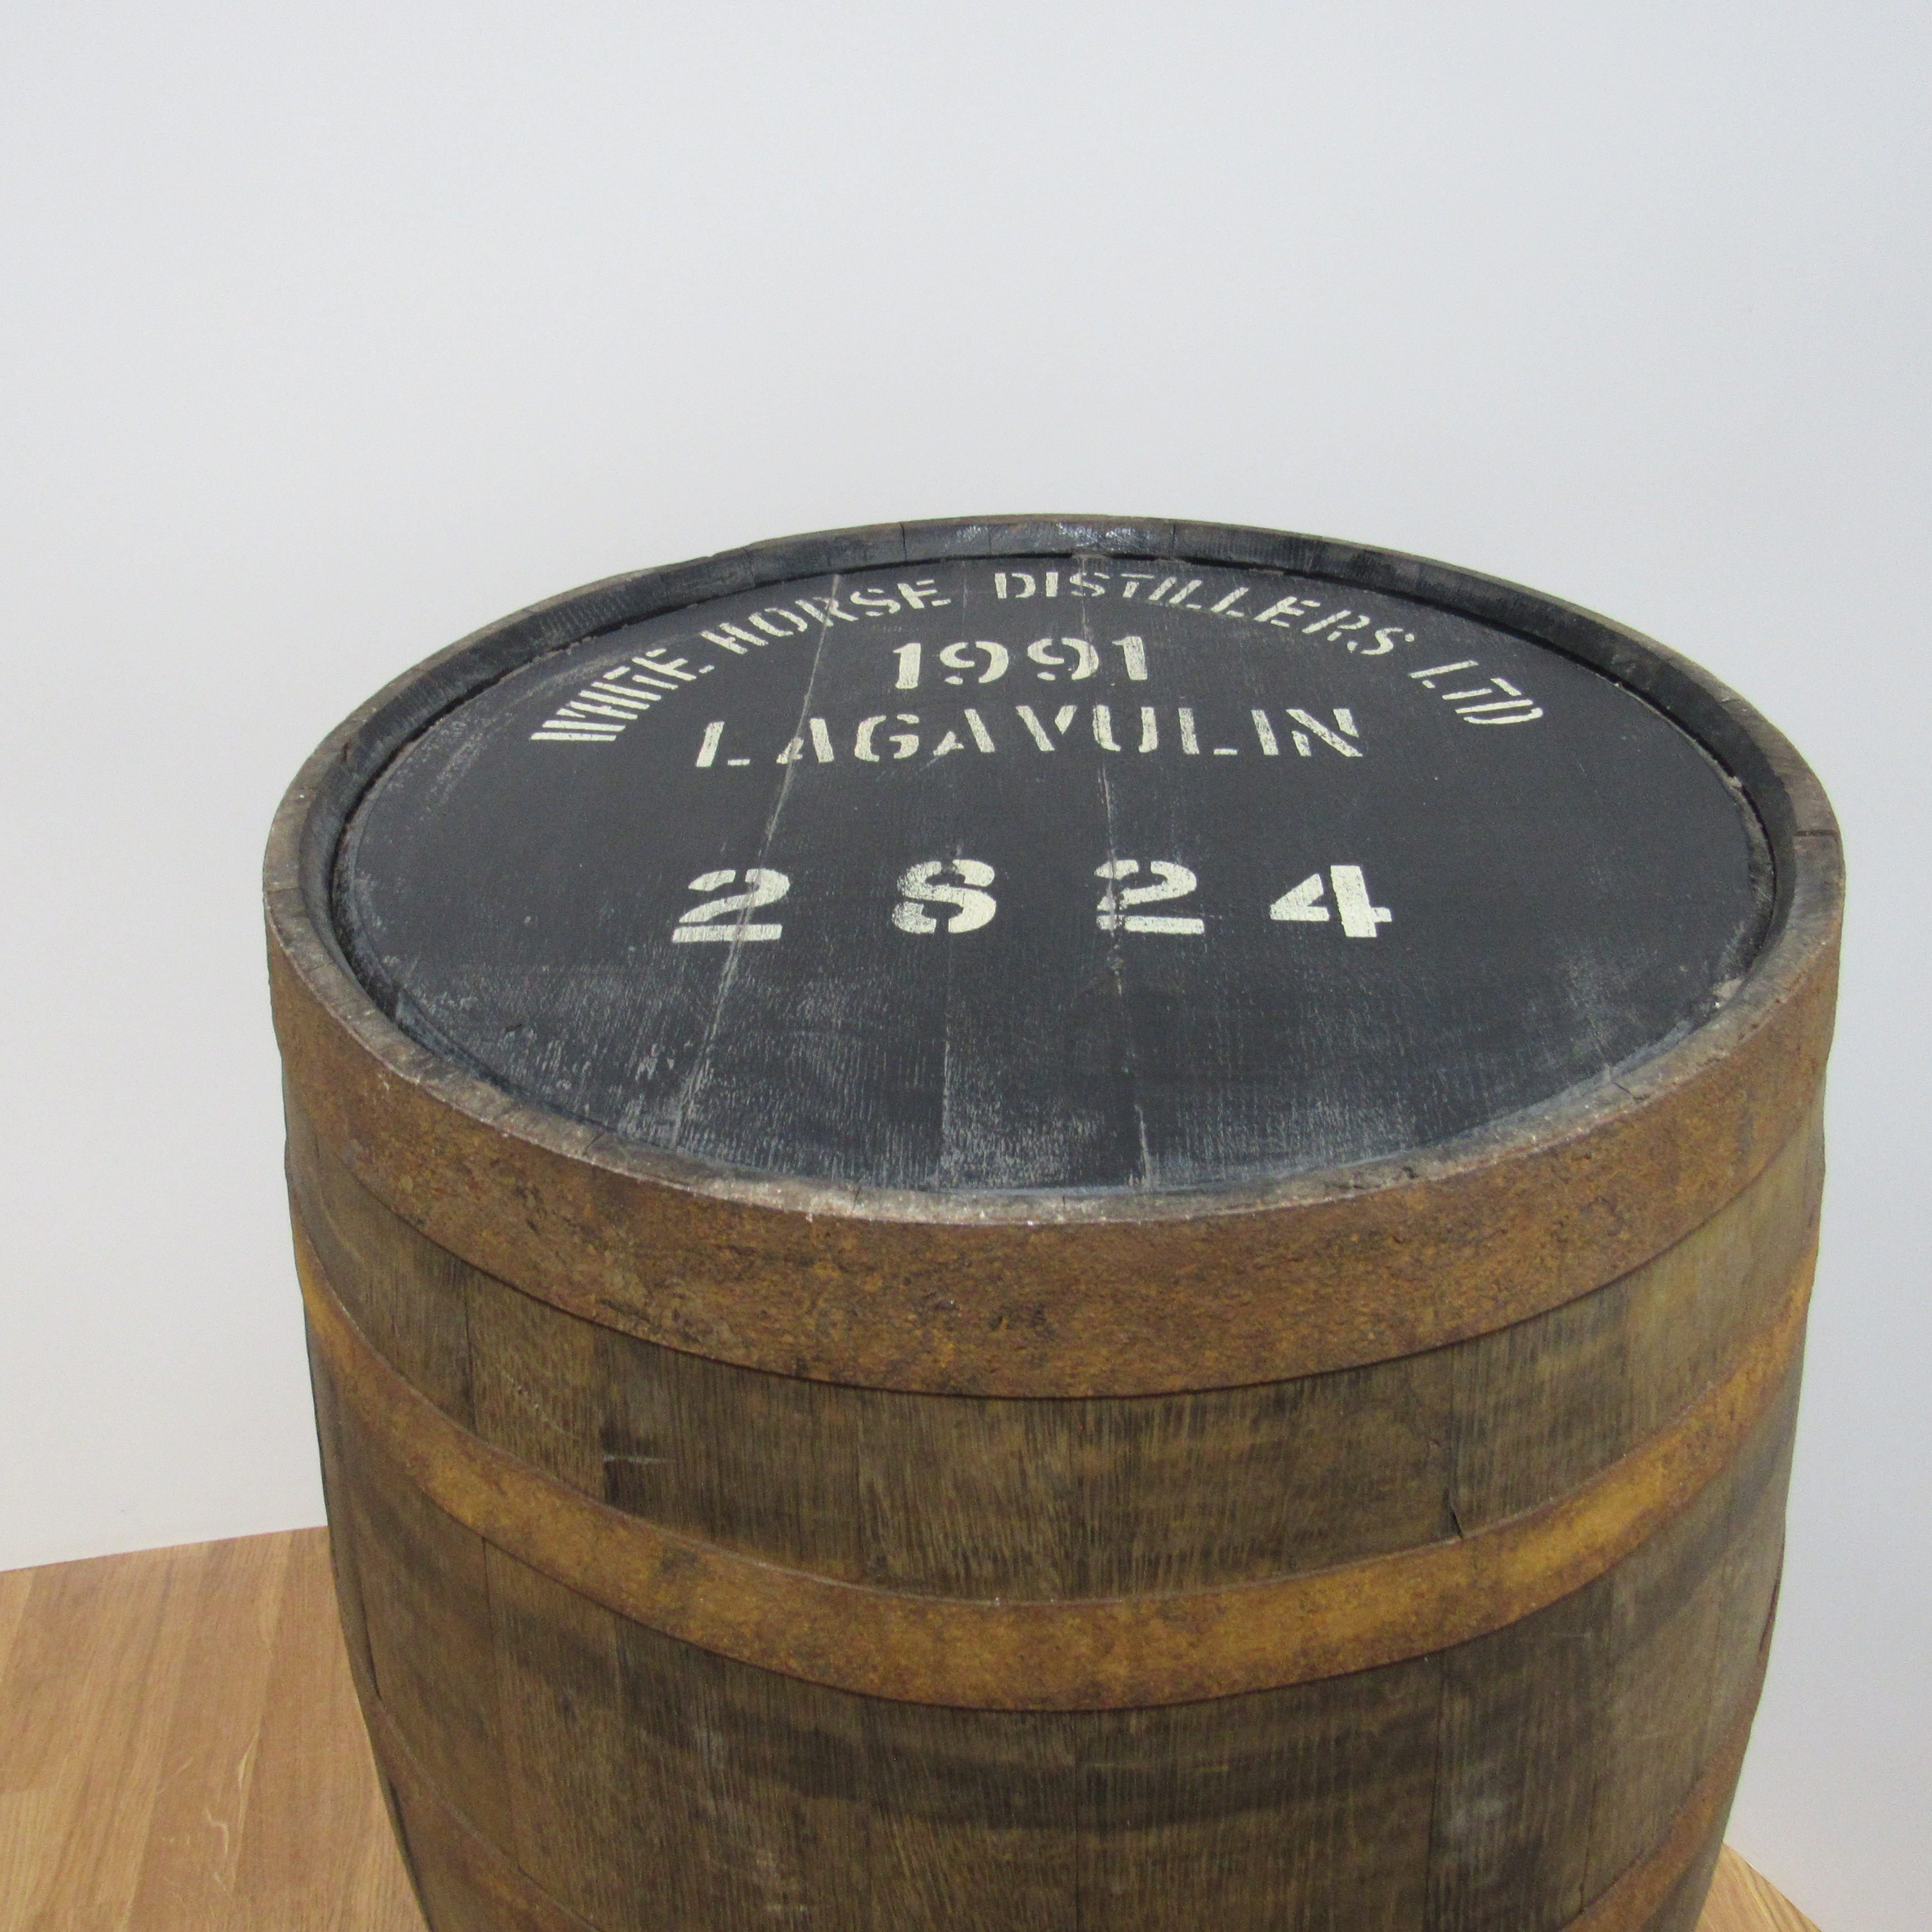 WHITE HORSE DISTILLERS LTD
1991
LAGAVULIN
2824